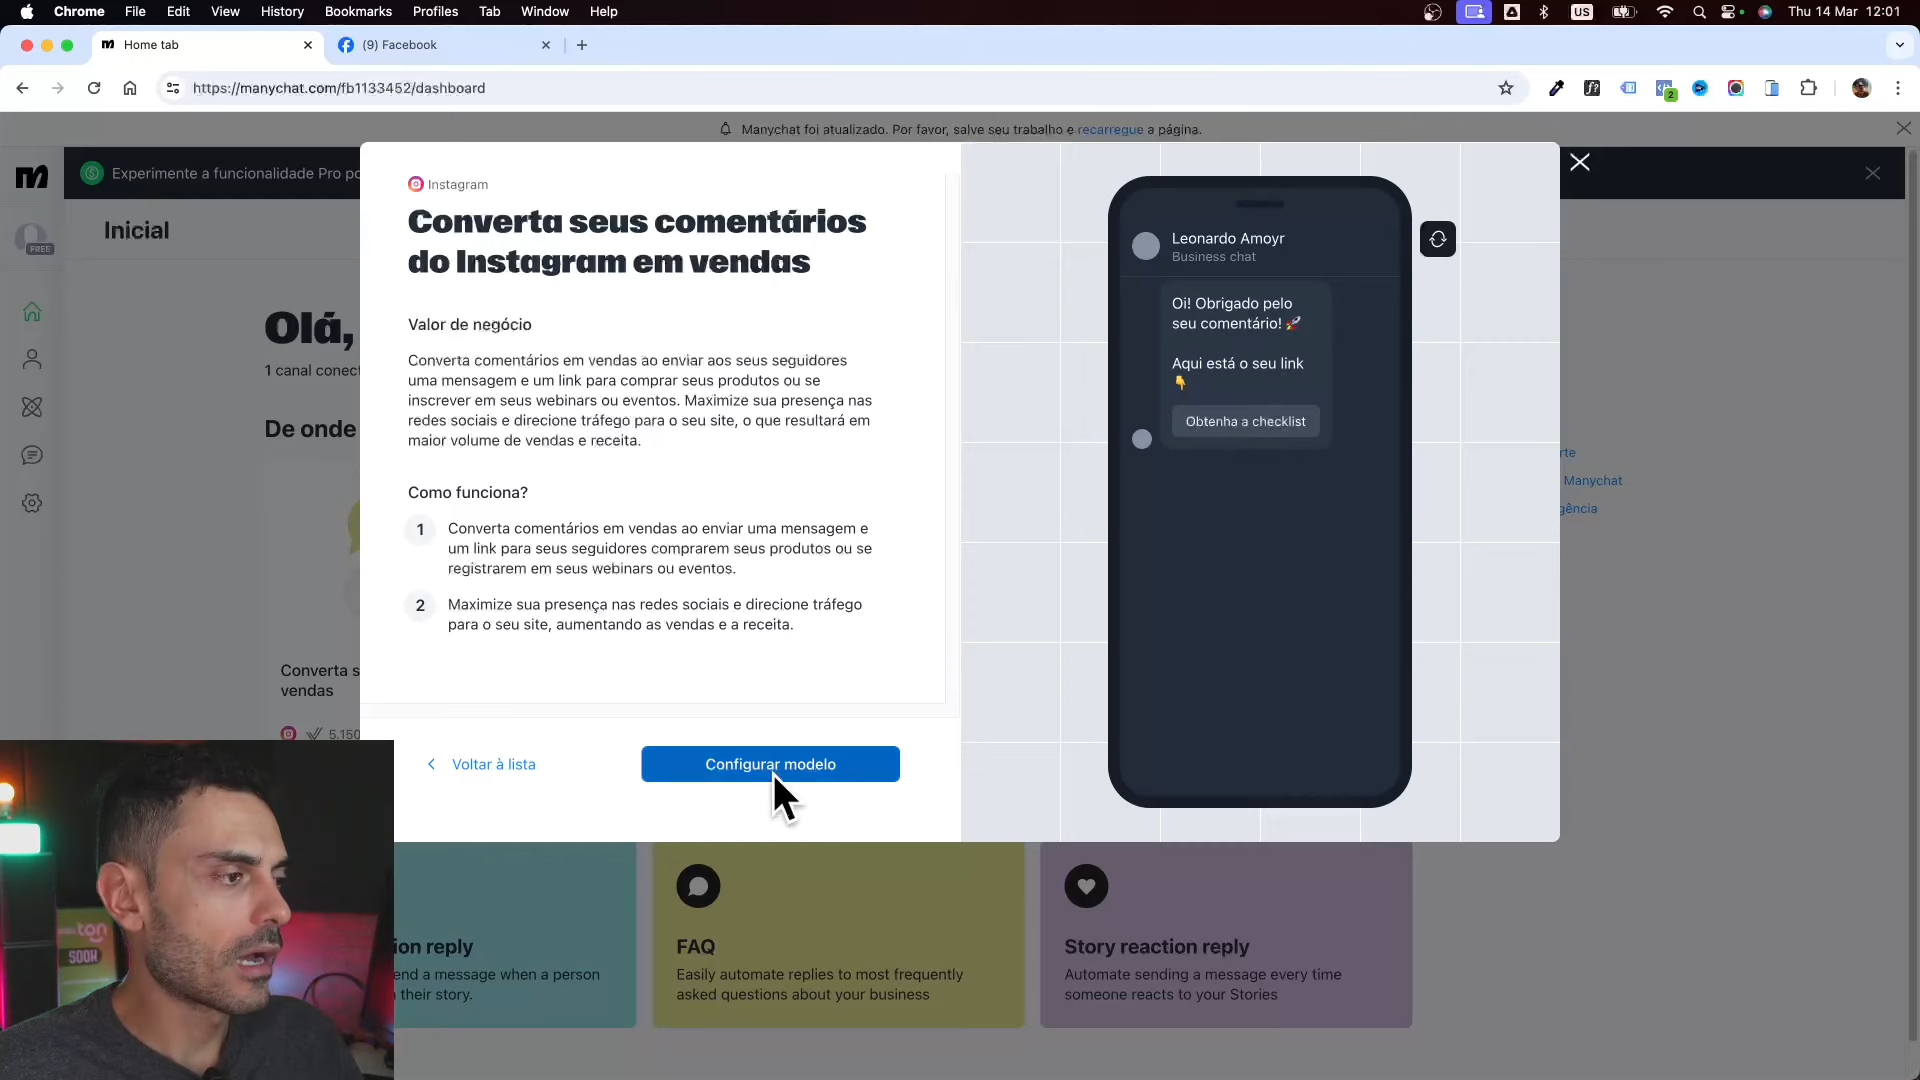 Chrome File Edit View History Bookmarks Profiles Tab Window Help
US
Thu 14 Mar 12:01
Home tab
(9) Facebook
https://manychat.com/fb1133452/dashboard
2
Manychat foi atualizado. Por favor, salve seu trabalho e recarregue a página.
Experimente a funcionalidade Pro po
FREE
Inicial
Olá,
1 canal conect
De onde
Converta s
vendas
5.150
Instagram
Converta seus comentários
do Instagram em vendas
Valor de negócio
Converta comentários em vendas ao enviar aos seus seguidores
uma mensagem e um link para comprar seus produtos ou se
inscrever em seus webinars ou eventos. Maximize sua presença nas
redes sociais e direcione tráfego para o seu site, o que resultará em
maior volume de vendas e receita.
Como funciona?
1
Converta comentários em vendas ao enviar uma mensagem e
um link para seus seguidores comprarem seus produtos ou se
registrarem em seus webinars ou eventos.
2
Maximize sua presença nas redes sociais e direcione tráfego
para o seu site, aumentando as vendas e a receita.
Voltar à lista
Configurar modelo
Leonardo Amoyr
Business chat
Oi! Obrigado pelo
seu comentário! 🚀
Aqui está o seu link
👇
Obtenha a checklist
rte
Manychat
gência
ion reply
end a message when a person
their story.
FAQ
Easily automate replies to most frequently
asked questions about your business
Story reaction reply
Automate sending a message every time
someone reacts to your Stories
ton
SOOH